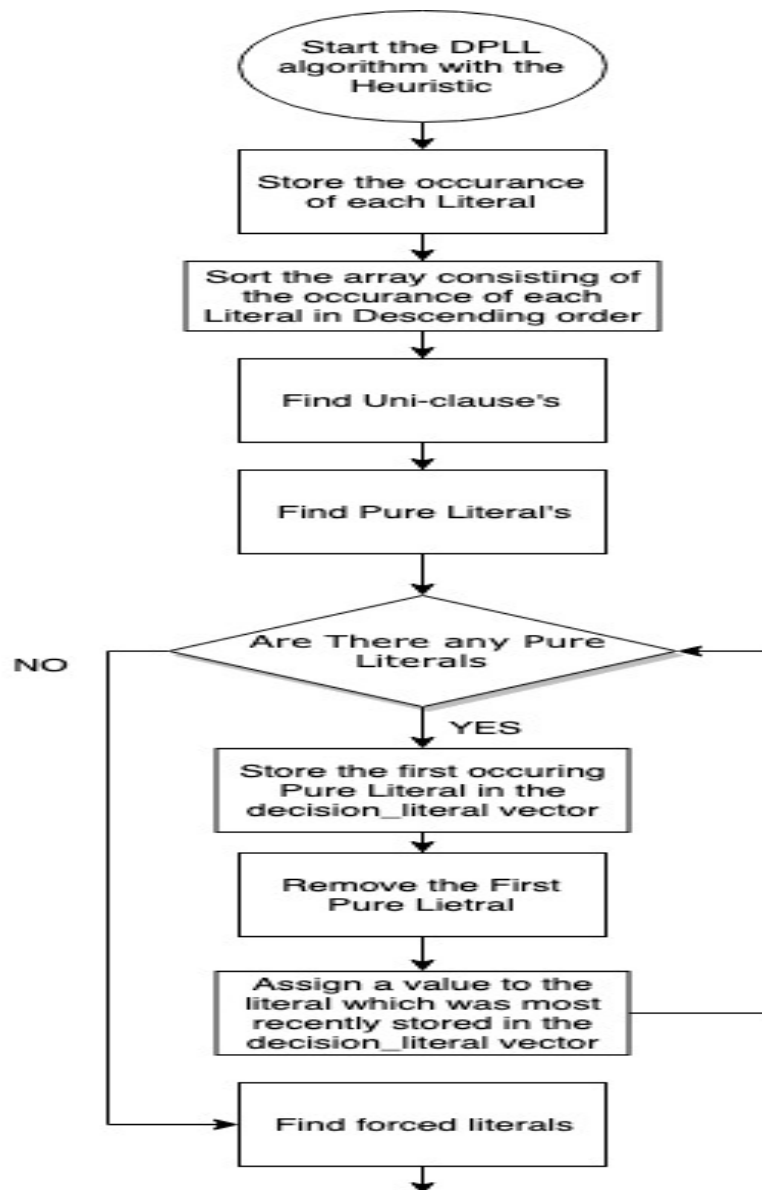 Start the DPLL
algorithm with the
Heuristic
Store the occurance
of each Literal
Sort the array consisting of
the occurance of each
Literal in Descending order
Find Uni-clause's
Find Pure Literal's
Are There any Pure
Literals
NO
YES
Store the first occuring
Pure Literal in the
decision_literal vector
Remove the First
Pure Lietral
Assign a value to the
literal which was most
recently stored in the
decision_literal vector
Find forced literals